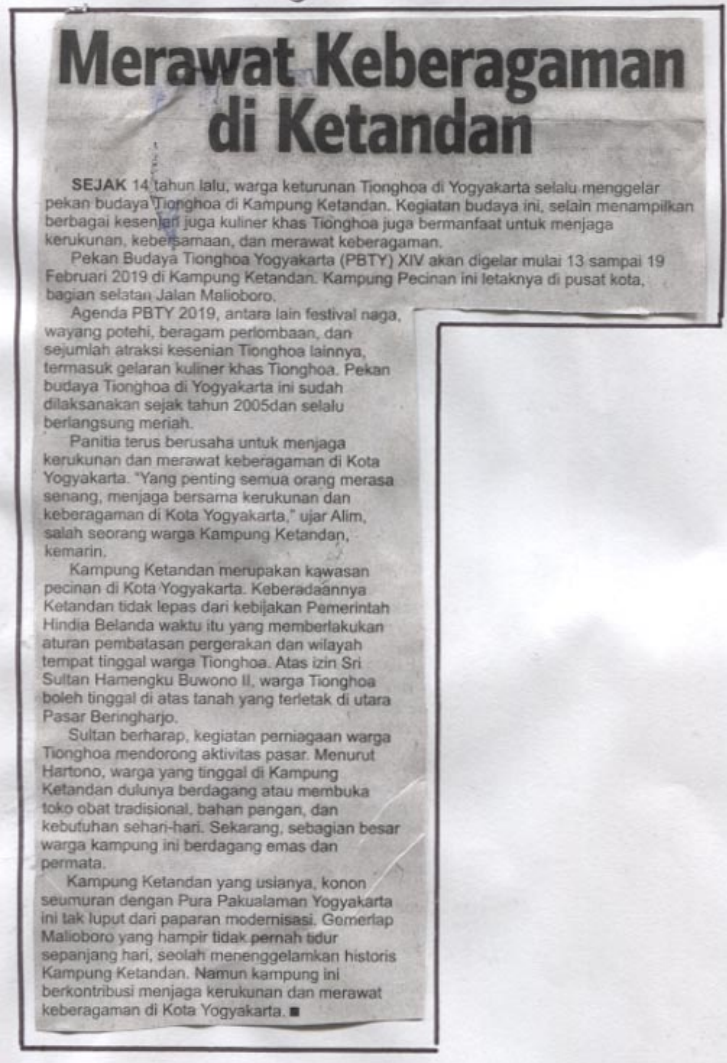 Merawat Keberagaman
di Ketandan
SEJAK 14 tahun lalu, warga keturunan Tionghoa di Yogyakarta selalu menggelar
pekan budaya Tionghoa di Kampung Ketandan. Kegiatan budaya ini, selain menampilkan
berbagai kesenian juga kuliner khas Tionghoa juga bermanfaat untuk menjaga
kerukunan, kebersamaan, dan merawat keberagaman.
Pekan Budaya Tionghoa Yogyakarta (PBTY) XIV akan digelar mulai 13 sampai 19
Februari 2019 di Kampung Ketandan. Kampung Pecinan ini letaknya di pusat kota,
bagian selatan Jalan Malioboro.
Agenda PBTY 2019, antara lain festival naga,
wayang potehi, beragam perlombaan, dan
sejumlah atraksi kesenian Tionghoa lainnya,
termasuk gelaran kuliner khas Tionghoa. Pekan
budaya Tionghoa di Yogyakarta ini sudah
dilaksanakan sejak tahun 2005dan selalu
berlangsung meriah.
Panitia terus berusaha untuk menjaga
kerukunan dan merawat keberagaman di Kota
Yogyakarta. "Yang penting semua orang merasa
senang, menjaga bersama kerukunan dan
keberagaman di Kota Yogyakarta," ujar Alim,
salah seorang warga Kampung Ketandan,
kemarin.
Kampung Ketandan merupakan kawasan
pecinan di Kota Yogyakarta. Keberadaannya
Ketandan tidak lepas dari kebijakan Pemerintah
Hindia Belanda waktu itu yang memberlakukan
aturan pembatasan pergerakan dan wilayah
tempat tinggal warga Tionghoa. Atas izin Sri
Sultan Hamengku Buwono II, warga Tionghoa
boleh tinggal di atas tanah yang terletak di utara
Pasar Beringharjo.
Sultan berharap, kegiatan perniagaan warga
Tionghoa mendorong aktivitas pasar. Menurut
Hartono, warga yang tinggal di Kampung
Ketandan dulunya berdagang atau membuka
toko obat tradisional, bahan pangan, dan
kebutuhan sehari-hari. Sekarang, sebagian besar
warga kampung ini berdagang emas dan
permata.
Kampung Ketandan yang usianya, konon
seumuran dengan Pura Pakualaman Yogyakarta
ini tak luput dari paparan modernisasi. Gemerlap
Malioboro yang hampir tidak pernah tidur
sepanjang hari, seolah menenggelamkan historis
Kampung Ketandan. Namun kampung ini
berkontribusi menjaga kerukunan dan merawat
keberagaman di Kota Yogyakarta. ■